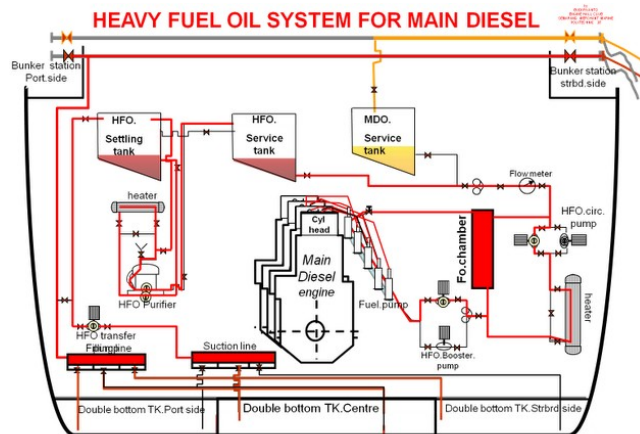 HEAVY FUEL OIL SYSTEM FOR MAIN DIESEL
Bunker station
Port.side
Bunker station
strbd.side
HFO.
Settling
tank
HFO.
Service
tank
MDO.
Service
tank
Flow meter
heater
HFO.circ.
pump
Cyl
head
Fo.chamber
Main
Diesel
engine
HFO Purifier
Fuel.pump
heater
HFO transfer
pump
Filling line
Suction line
HFO.Booster.
pump
Double bottom TK.Port side
Double bottom TK.Centre
Double bottom TK.Strbrd side